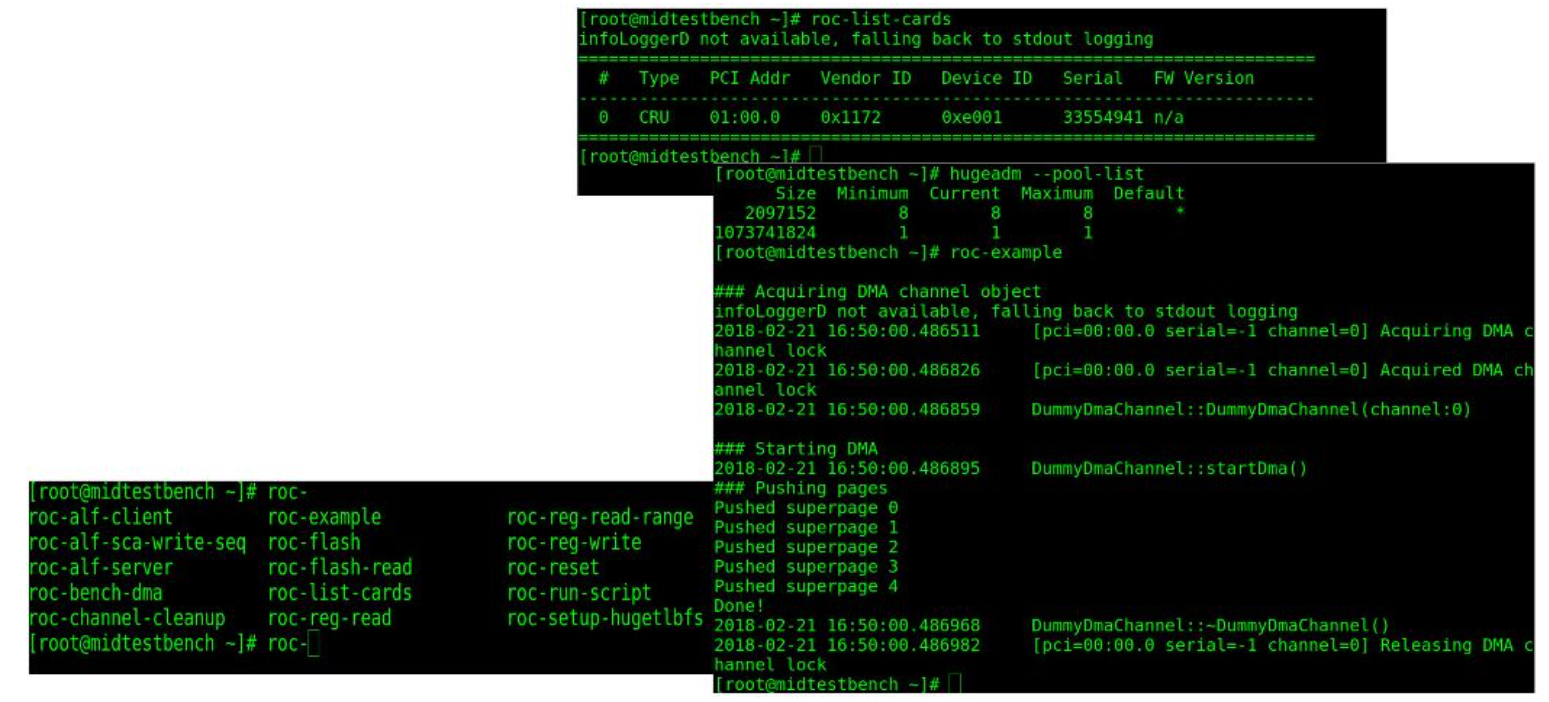 [root@midtestbench ~]# roc-list-cards
infoLoggerD not available, falling back to stdout logging
================================================================================
# Type PCI Addr Vendor ID Device ID Serial FW Version
--------------------------------------------------------------------------------
0 CRU 01:00.0 0x1172 0xe001 33554941 n/a
================================================================================
[root@midtestbench ~]#
[root@midtestbench ~]# hugeadm --pool-list
Size Minimum Current Maximum Default
2097152 8 8 8 *
1073741824 1 1 1
[root@midtestbench ~]# roc-example
### Acquiring DMA channel object
infoLoggerD not available, falling back to stdout logging
2018-02-21 16:50:00.486511 [pci=00:00.0 serial=-1 channel=0] Acquiring DMA c
hannel lock
2018-02-21 16:50:00.486826 [pci=00:00.0 serial=-1 channel=0] Acquired DMA ch
annel lock
2018-02-21 16:50:00.486859 DummyDmaChannel::DummyDmaChannel(channel:0)
### Starting DMA
2018-02-21 16:50:00.486895 DummyDmaChannel::startDma()
### Pushing pages
Pushed superpage 0
Pushed superpage 1
Pushed superpage 2
Pushed superpage 3
Pushed superpage 4
Done!
2018-02-21 16:50:00.486968 DummyDmaChannel::~DummyDmaChannel()
2018-02-21 16:50:00.486982 [pci=00:00.0 serial=-1 channel=0] Releasing DMA c
hannel lock
[root@midtestbench ~]#
[root@midtestbench ~]# roc-
roc-alf-client roc-example roc-reg-read-range
roc-alf-sca-write-seq roc-flash roc-reg-write
roc-alf-server roc-flash-read roc-reset
roc-bench-dma roc-list-cards roc-run-script
roc-channel-cleanup roc-reg-read roc-setup-hugetlbfs
[root@midtestbench ~]# roc-